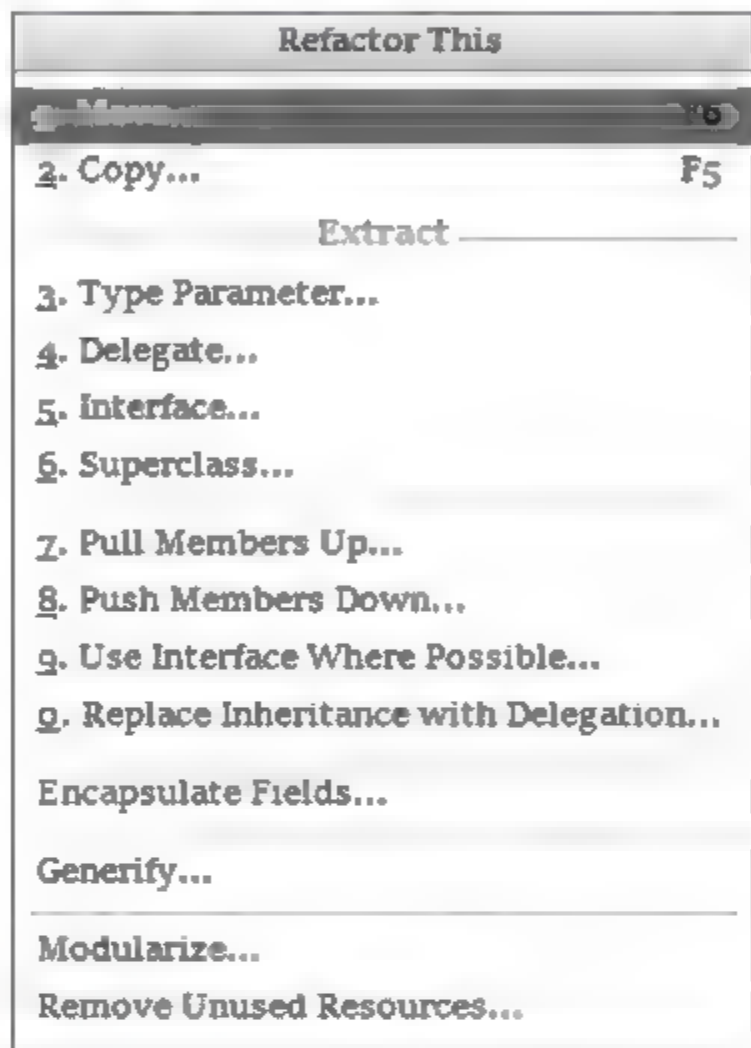 Refactor This
F6
2. Copy... F5
Extract
3. Type Parameter...
4. Delegate...
5. Interface...
6. Superclass...
7. Pull Members Up...
8. Push Members Down...
9. Use Interface Where Possible...
0. Replace Inheritance with Delegation...
Encapsulate Fields...
Generify...
Modularize...
Remove Unused Resources...